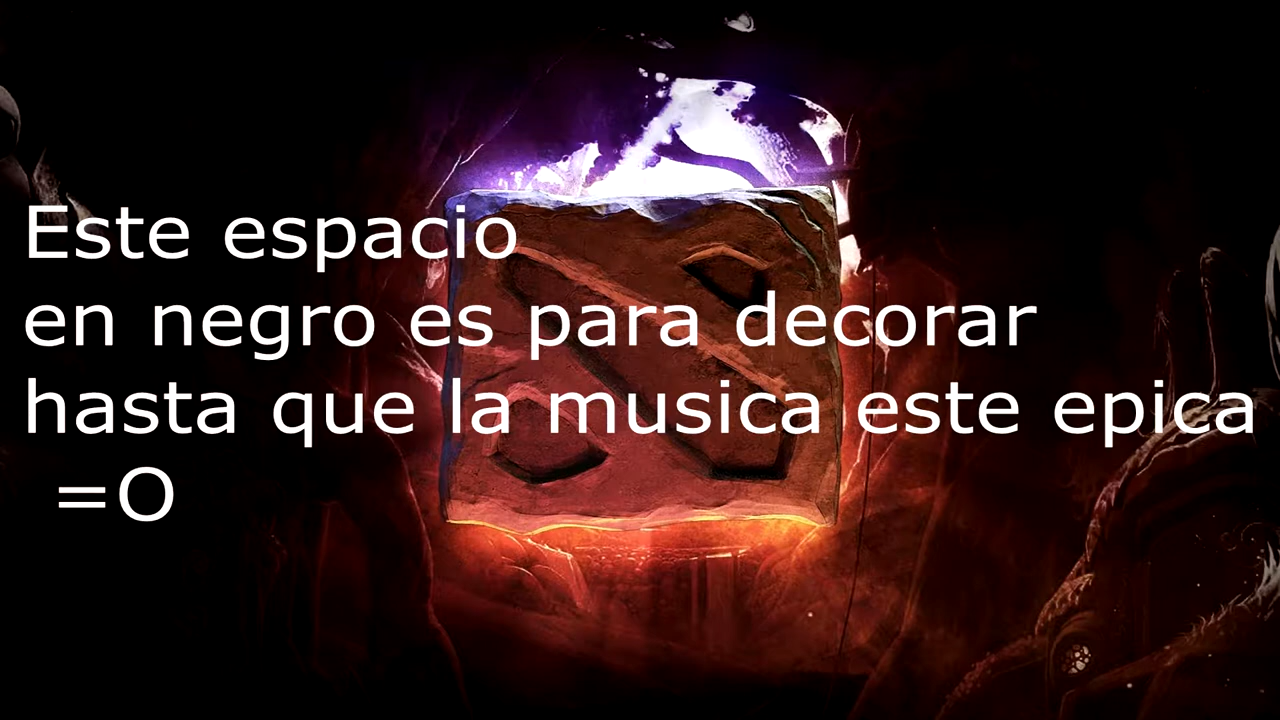 Este espacio
en negro es para decorar
hasta que la musica este epica
=O